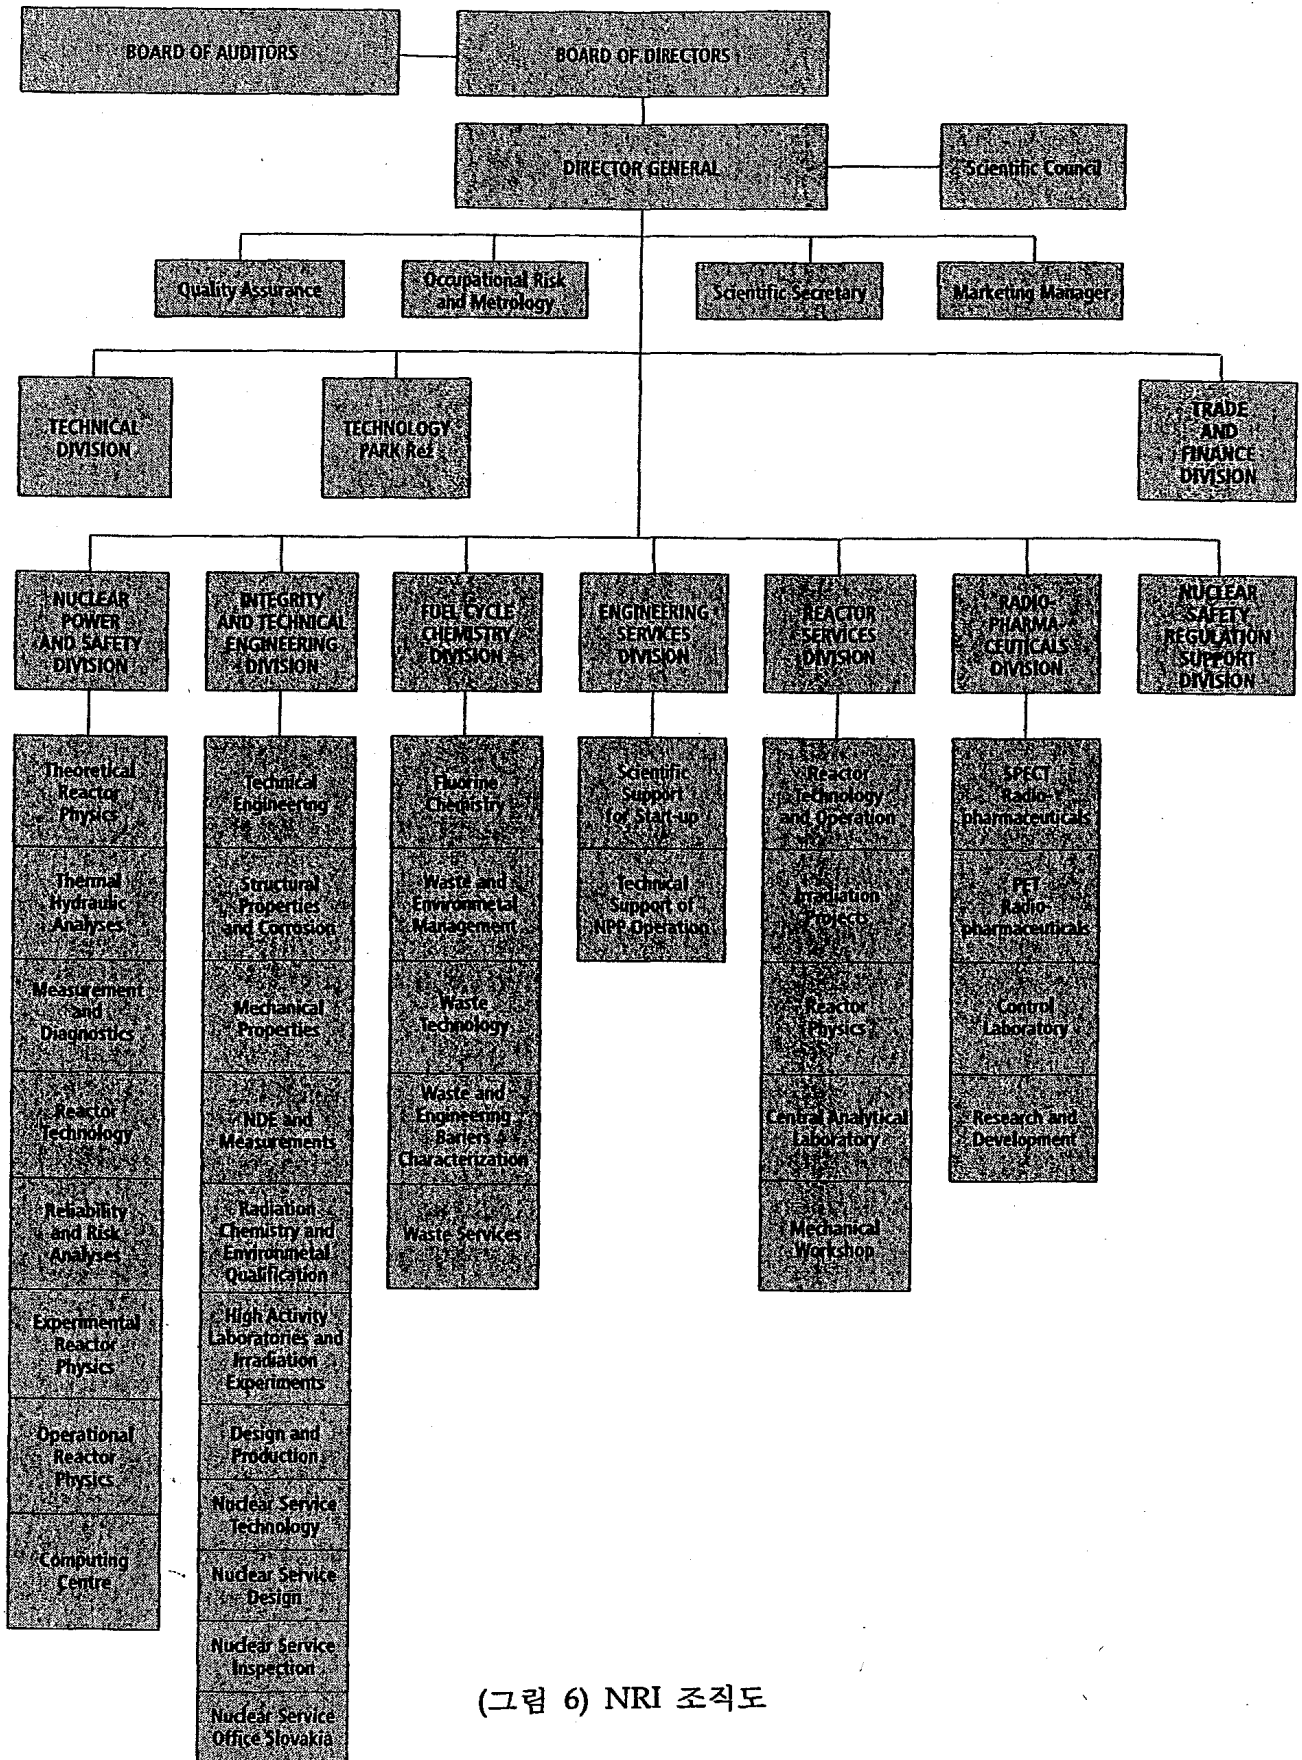 BOARD OF AUDITORS
BOARD OF DIRECTORS
DIRECTOR GENERAL
Scientific Council
Quality Assurance
Occupational Risk
and Metrology
Scientific Secretary
Marketing Manager
TECHNICAL
DIVISION
TECHNOLOGY
PARK Řež
TRADE
AND
FINANCE
DIVISION
NUCLEAR
POWER
AND SAFETY
DIVISION
INTEGRITY
AND TECHNICAL
ENGINEERING
DIVISION
FUEL CYCLE
CHEMISTRY
DIVISION
ENGINEERING
SERVICES
DIVISION
REACTOR
SERVICES
DIVISION
RADIO-
PHARMA-
CEUTICALS
DIVISION
NUCLEAR
SAFETY
REGULATION
SUPPORT
DIVISION
Theoretical
Reactor
Physics
Thermal
Hydraulic
Analyses
Measurement
and
Diagnostics
Reactor
Technology
Reliability
and Risk
Analyses
Experimental
Reactor
Physics
Operational
Reactor
Physics
Computing
Centre
Technical
Engineering
Structural
Properties
and Corrosion
Mechanical
Properties
NDE and
Measurements
Radiation
Chemistry and
Environmetal
Qualification
High Activity
Laboratories and
Irradiation
Experiments
Design and
Production
Nuclear Service
Technology
Nuclear Service
Design
Nuclear Service
Inspection
Nuclear Service
Office Slovakia
Fluorine
Chemistry
Waste and
Environmetal
Management
Waste
Technology
Waste and
Engineering
Bariers
Characterization
Waste Services
Scientific
Support
for Start-up
Technical
Support of
NPP Operation
Reactor
Technology
and Operation
Irradiation
Projects
Reactor
Physics
Central Analytical
Laboratory
Mechanical
Workshop
SPECT
Radio-
pharmaceuticals
PET
Radio-
pharmaceuticals
Control
Laboratory
Research and
Development
(그림 6) NRI 조직도